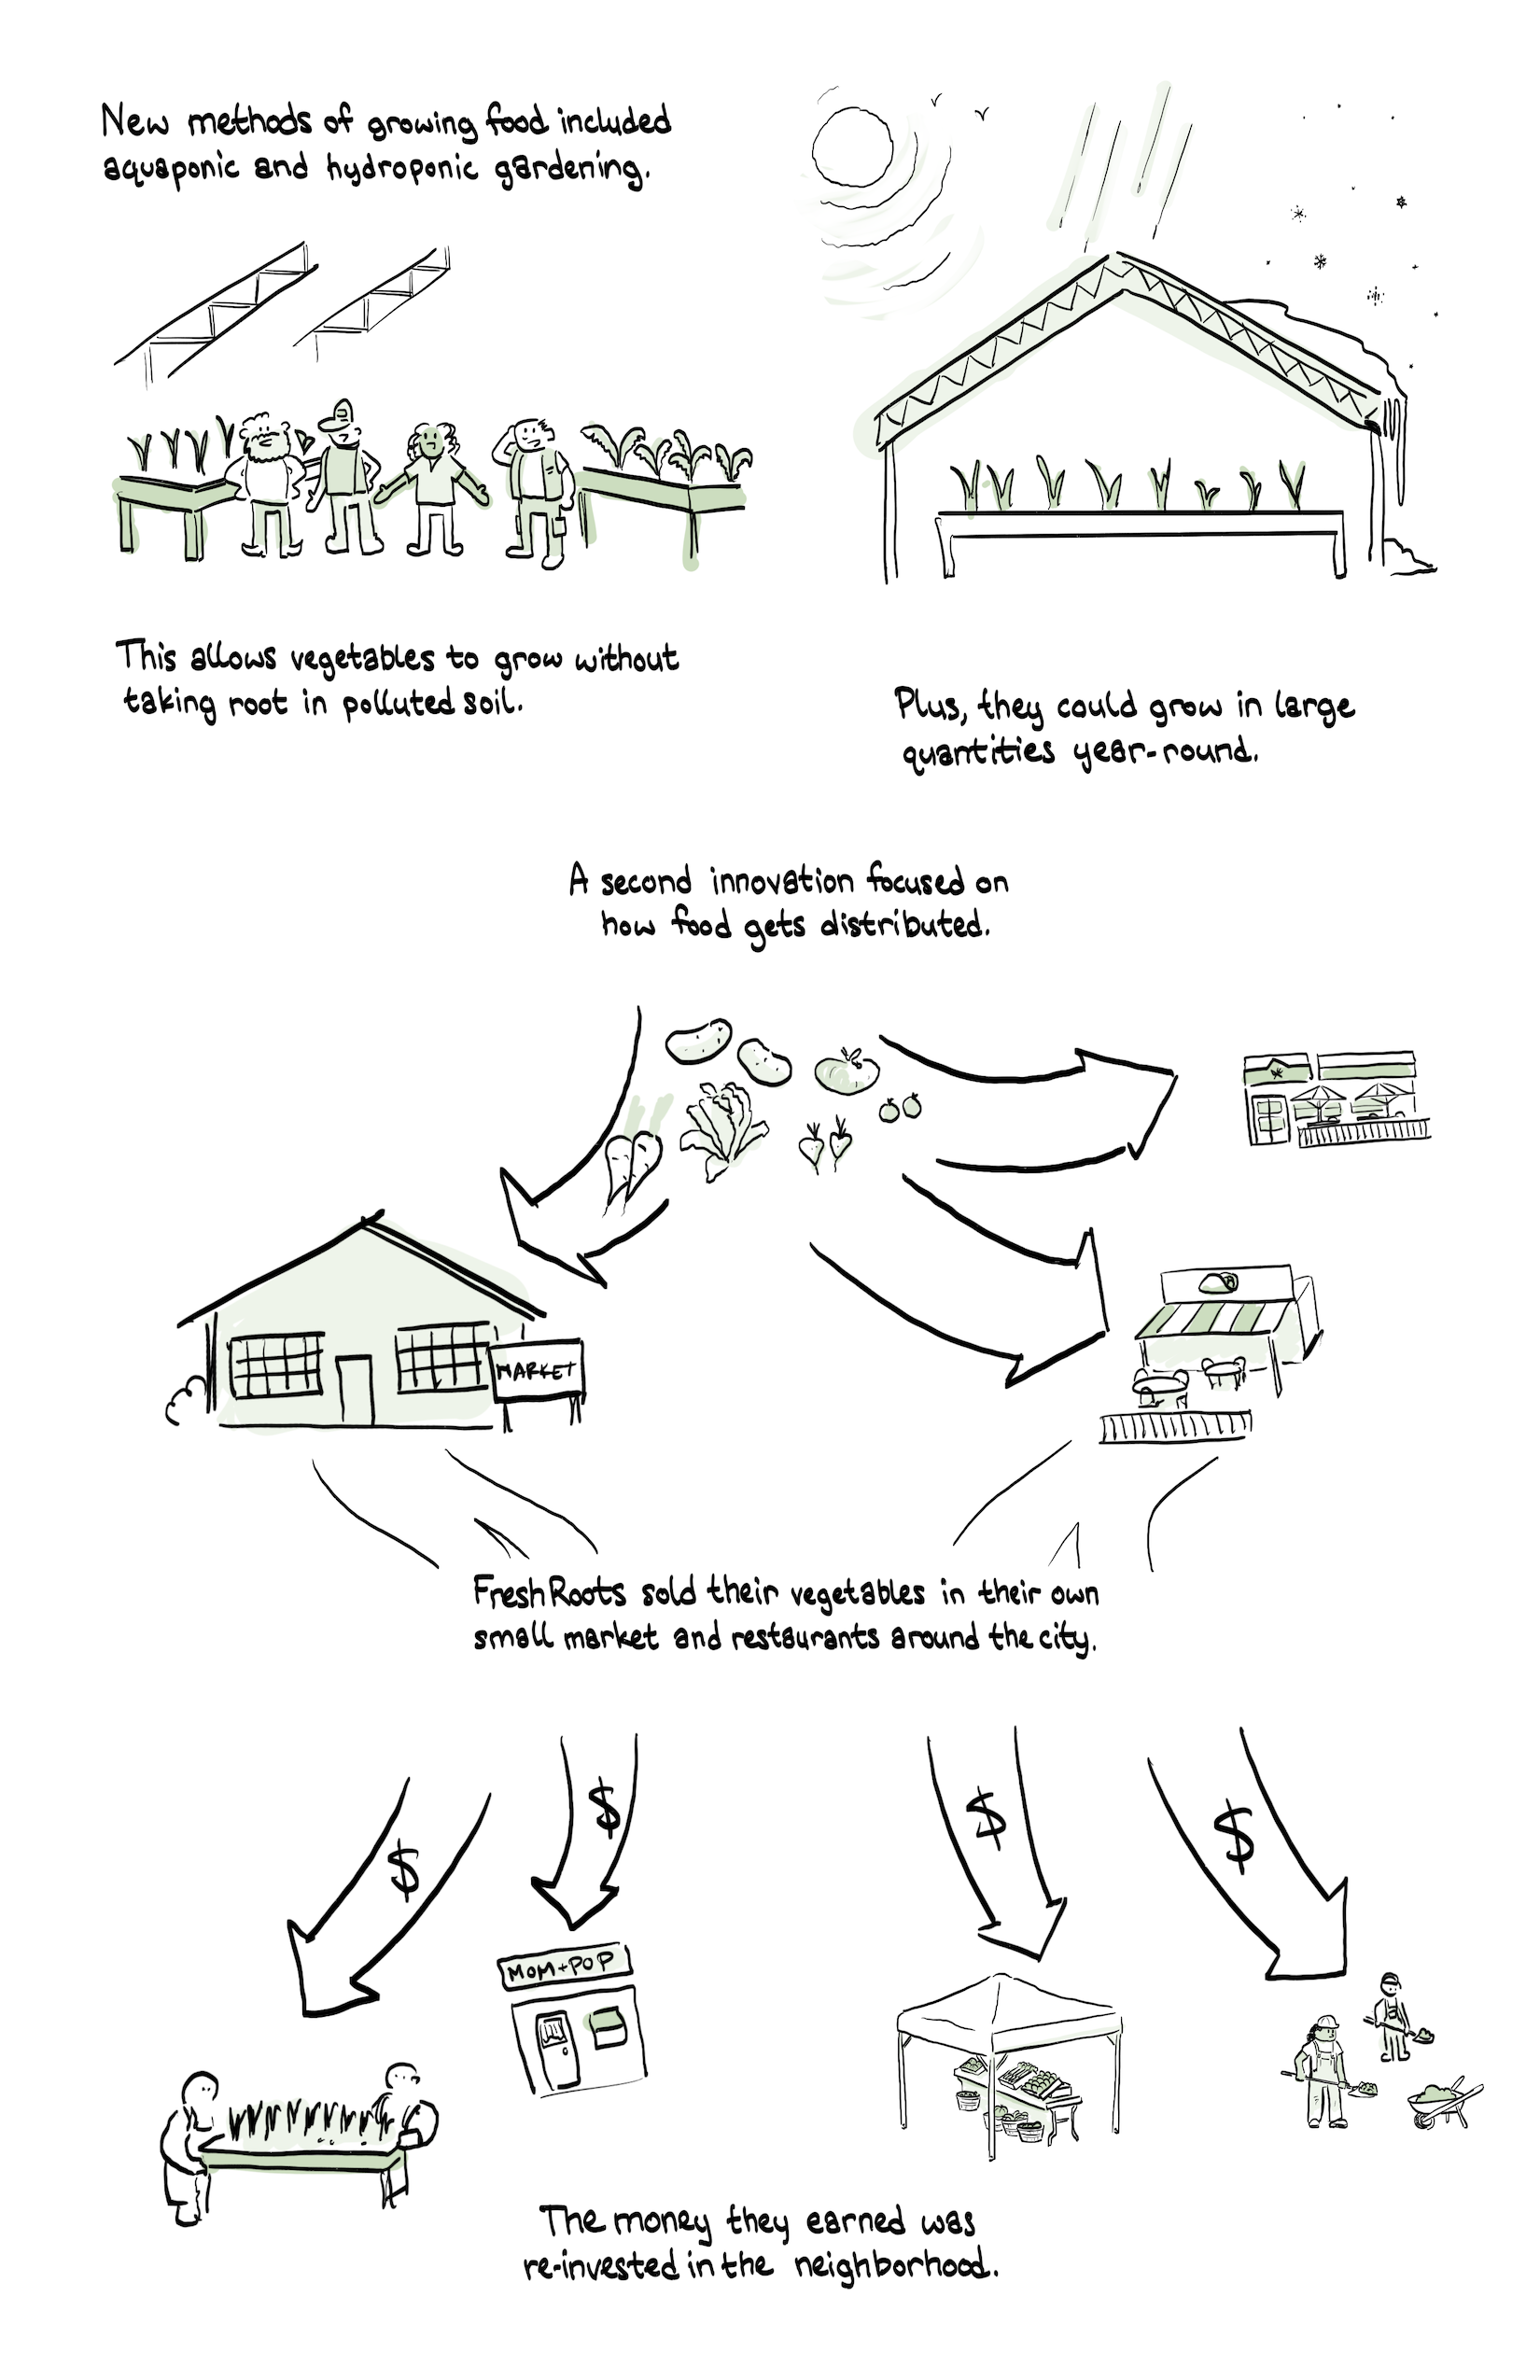 New methods of growing food included
aquaponic and hydroponic gardening.
This allows vegetables to grow without
taking root in polluted soil.
Plus, they could grow in large
quantities year-round.
A second innovation focused on
how food gets distributed.
MARKET
FreshRoots sold their vegetables in their own
small market and restaurants around the city.
$
$
$
$
MOM+POP
The money they earned was
re-invested in the neighborhood.